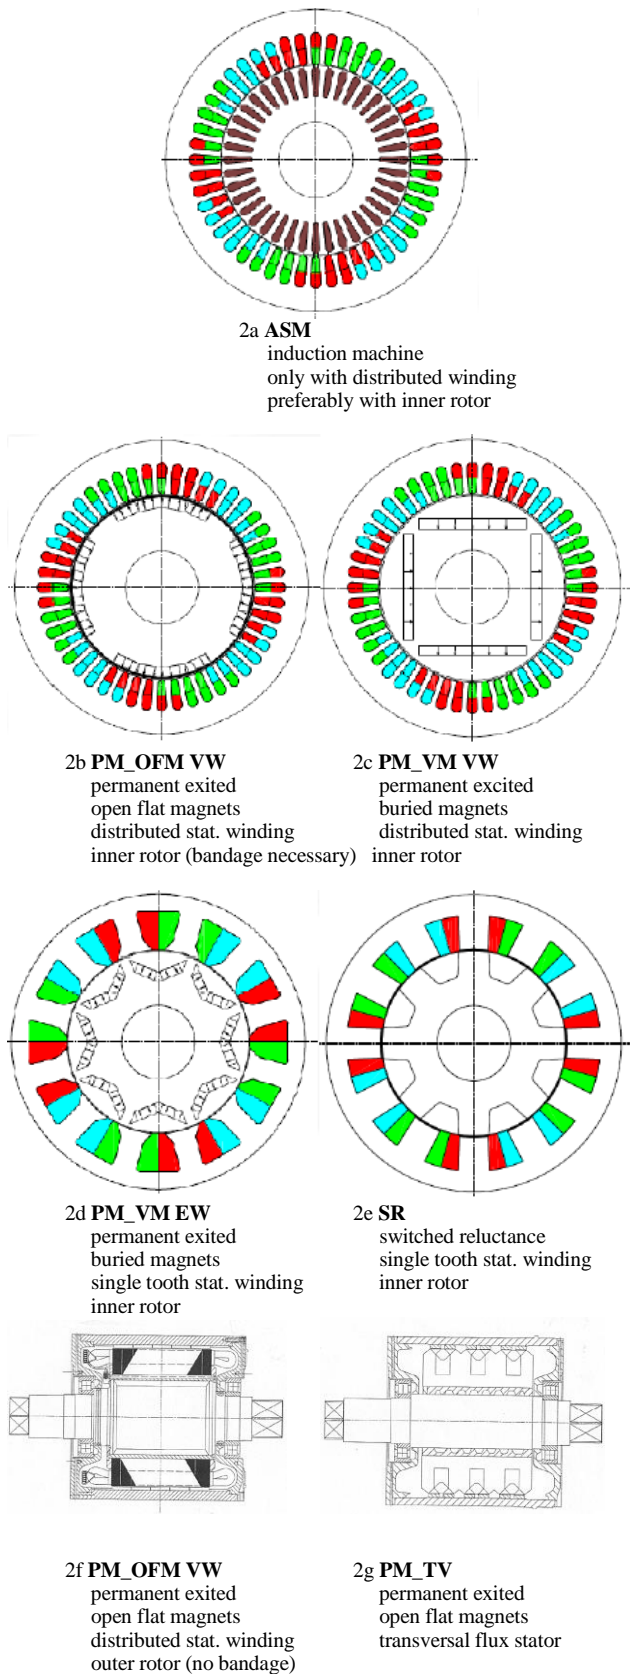 2a ASM
induction machine
only with distributed winding
preferably with inner rotor
2b PM_OFM VW
permanent exited
open flat magnets
distributed stat. winding
inner rotor (bandage necessary)
2c PM_VM VW
permanent excited
buried magnets
distributed stat. winding
inner rotor
2d PM_VM EW
permanent exited
buried magnets
single tooth stat. winding
inner rotor
2e SR
switched reluctance
single tooth stat. winding
inner rotor
2f PM_OFM VW
permanent exited
open flat magnets
distributed stat. winding
outer rotor (no bandage)
2g PM_TV
permanent exited
open flat magnets
transversal flux stator